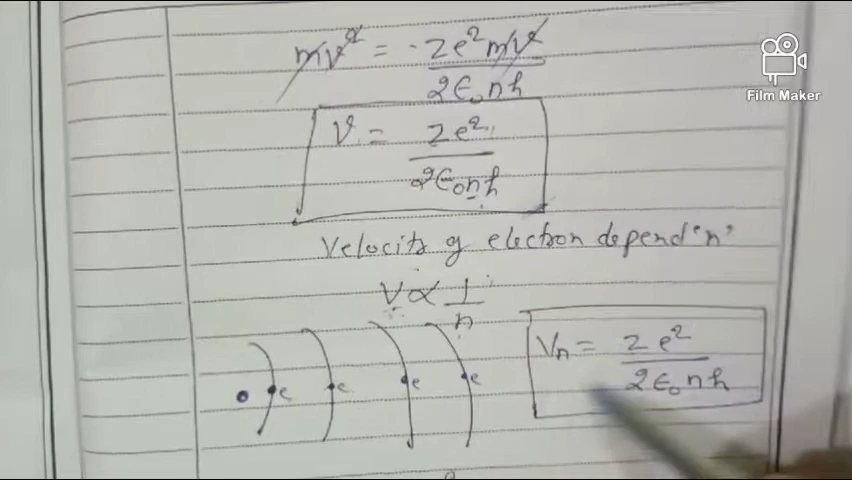 mv² = Ze²mv / 2ε₀nh
Film Maker
v = Ze² / 2ε₀nh
Velocity of electron depend 'n'
v ∝ 1/n
e e e e
Vn = Ze² / 2ε₀nh